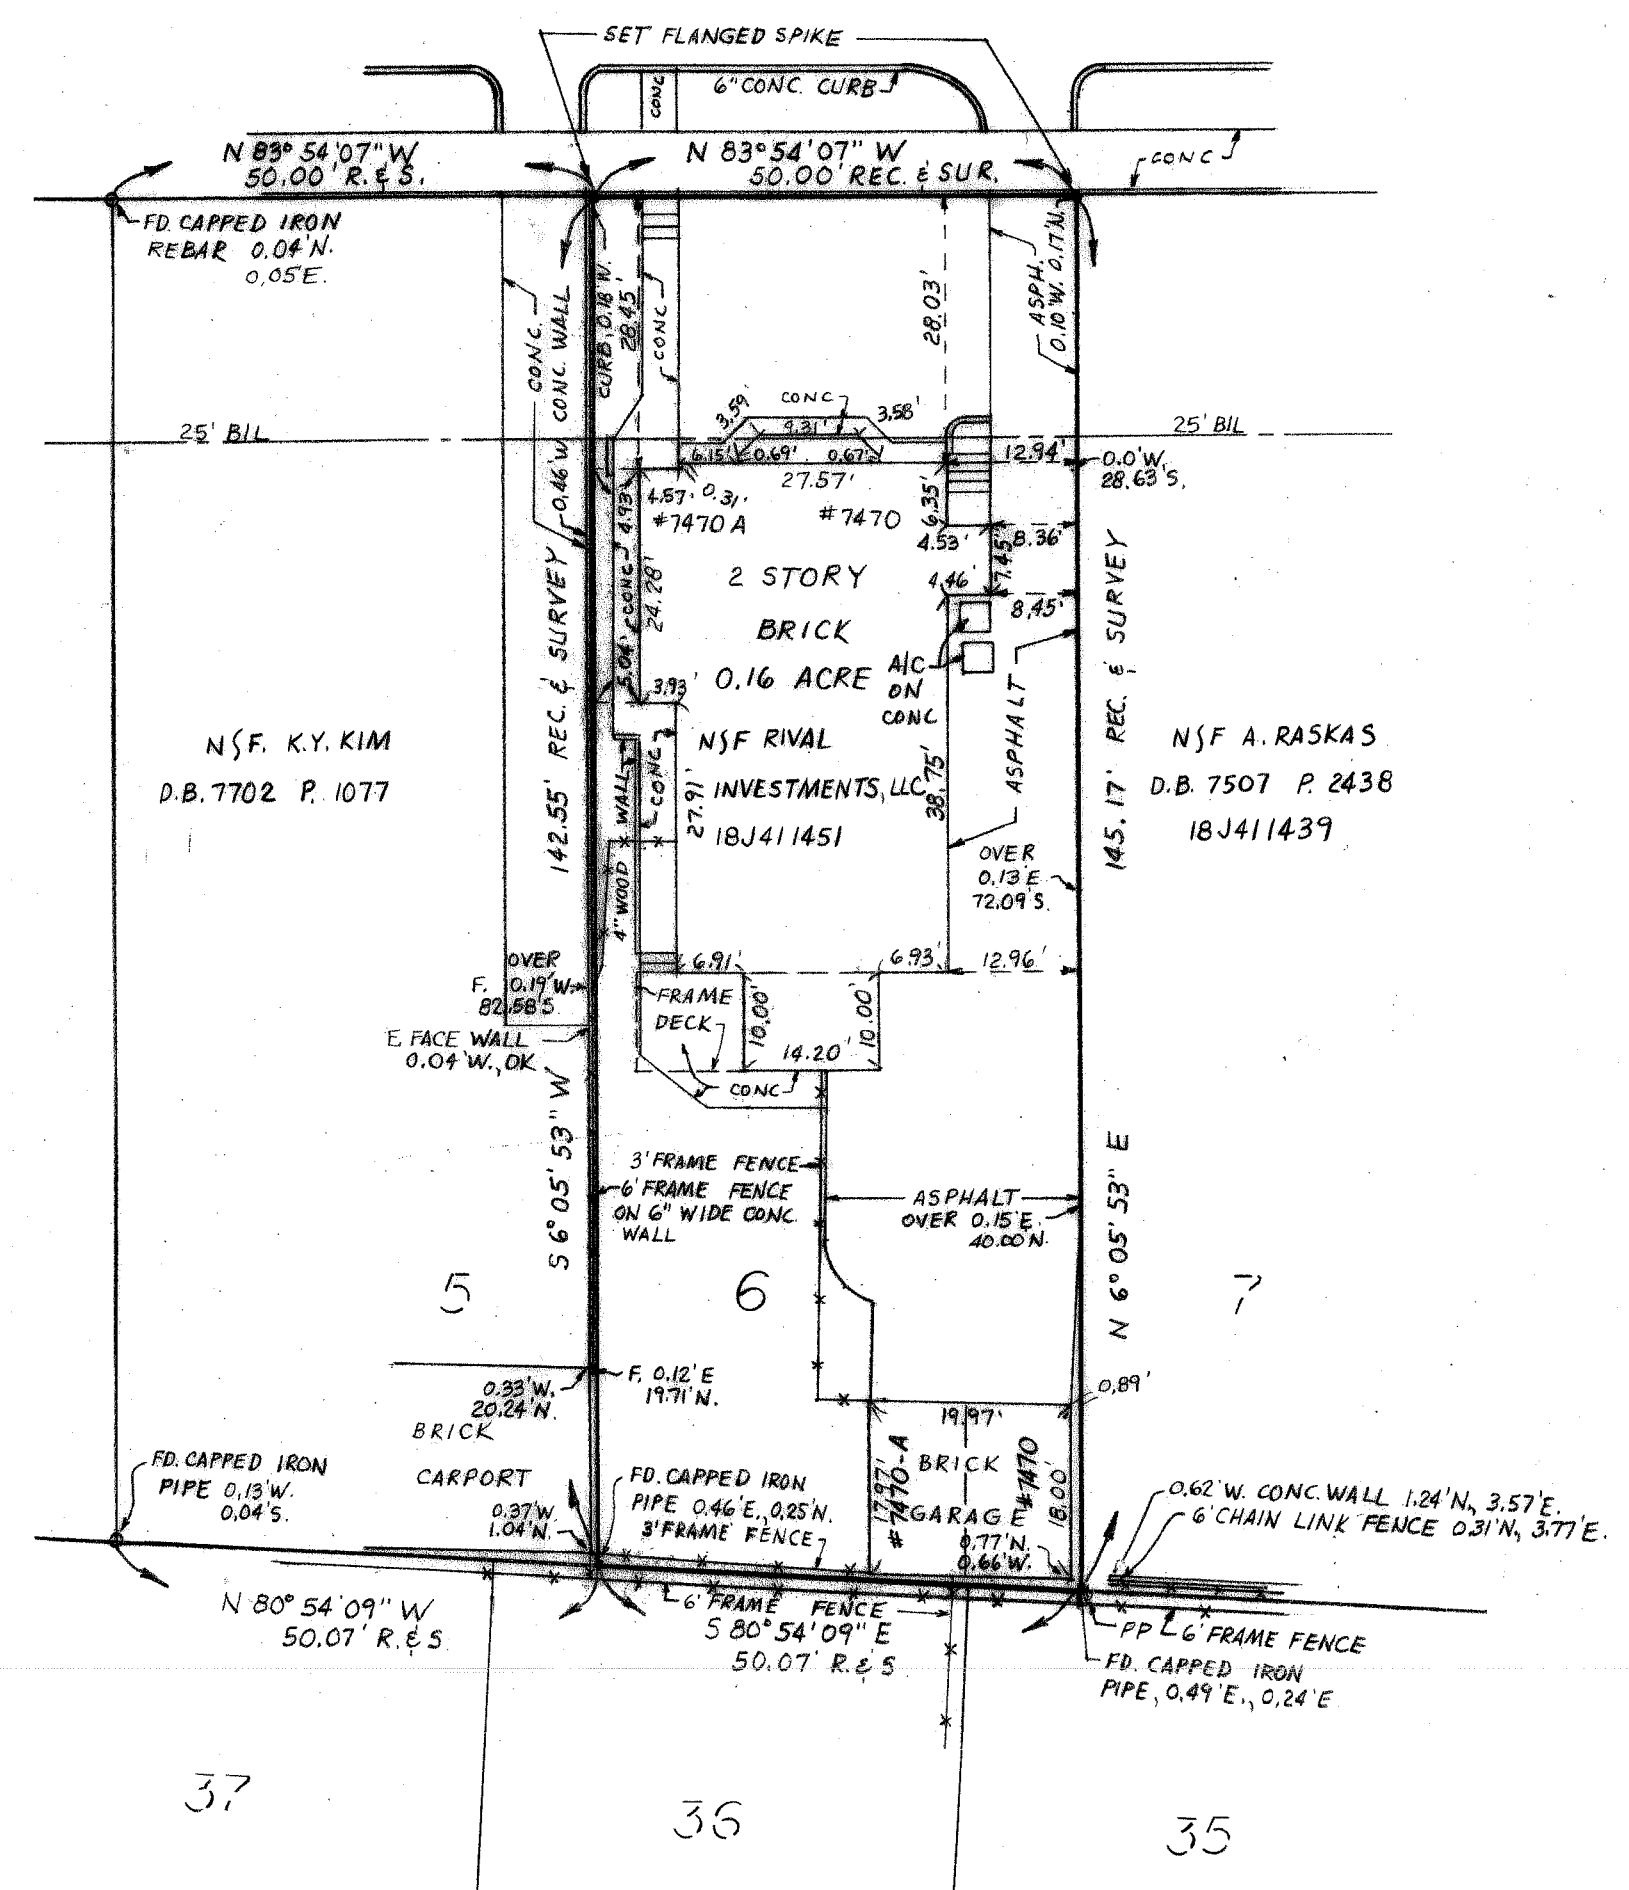 SET FLANGED SPIKE
6" CONC. CURB
CONC
N 83° 54' 07" W
50.00' R. & S.
N 83° 54' 07" W
50.00' REC. & SUR.
CONC
FD. CAPPED IRON
REBAR 0.04' N.
0.05' E.
CONC.
0.46' W CONC. WALL
CURB, 0.18' W.
28.45'
CONC
28.03'
ASPH.
0.10' W. 0.17' N.
25' B/L
3.59'
CONC
4.31'
3.58'
25' B/L
6.15'
0.69'
0.67'
12.94'
0.0' W.
28.63' S.
27.57'
4.57'
0.31'
4.93'
#7470 A
#7470
6.35'
4.53'
8.36'
7.45'
CONC
24.28'
2 STORY
4.46'
8.45'
BRICK
5.04'
3.93'
0.16 ACRE
A/C
ON
CONC
ASPHALT
142.55' REC. & SURVEY
145.17' REC. & SURVEY
N/F. K.Y. KIM
D.B. 7702 P. 1077
N/F RIVAL
INVESTMENTS, LLC
18J411451
N/F A. RASKAS
D.B. 7507 P. 2438
18J411439
4" WOOD WALL
CONC
27.91'
38.75'
OVER
0.13' E
72.09' S.
OVER
F. 0.19' W.
82.58' S
6.91'
6.93'
12.96'
FRAME
DECK
10.00'
10.00'
14.20'
E FACE WALL
0.04' W., OK
CONC
S 6° 05' 53" W
N 6° 05' 53" E
3' FRAME FENCE
6' FRAME FENCE
ON 6" WIDE CONC.
WALL
ASPHALT
OVER 0.15' E.
40.00 N.
5
6
7
0.33' W.
20.24' N.
F. 0.12' E
19.71' N.
0.89'
19.97'
BRICK
CARPORT
0.37' W.
1.04' N.
FD. CAPPED IRON
PIPE 0.13' W.
0.04' S.
FD. CAPPED IRON
PIPE 0.46' E., 0.25' N.
3' FRAME FENCE
17.97'
#7470-A
BRICK
GARAGE
#7470
18.00'
0.77' N.
0.66' W.
0.62' W. CONC. WALL 1.24' N., 3.57' E.
6' CHAIN LINK FENCE 0.31' N., 3.77' E.
N 80° 54' 09" W
50.07' R. & S
6' FRAME FENCE
S 80° 54' 09" E
50.07' R. & S
PP
6' FRAME FENCE
FD. CAPPED IRON
PIPE, 0.49' E., 0.24' E
37
36
35